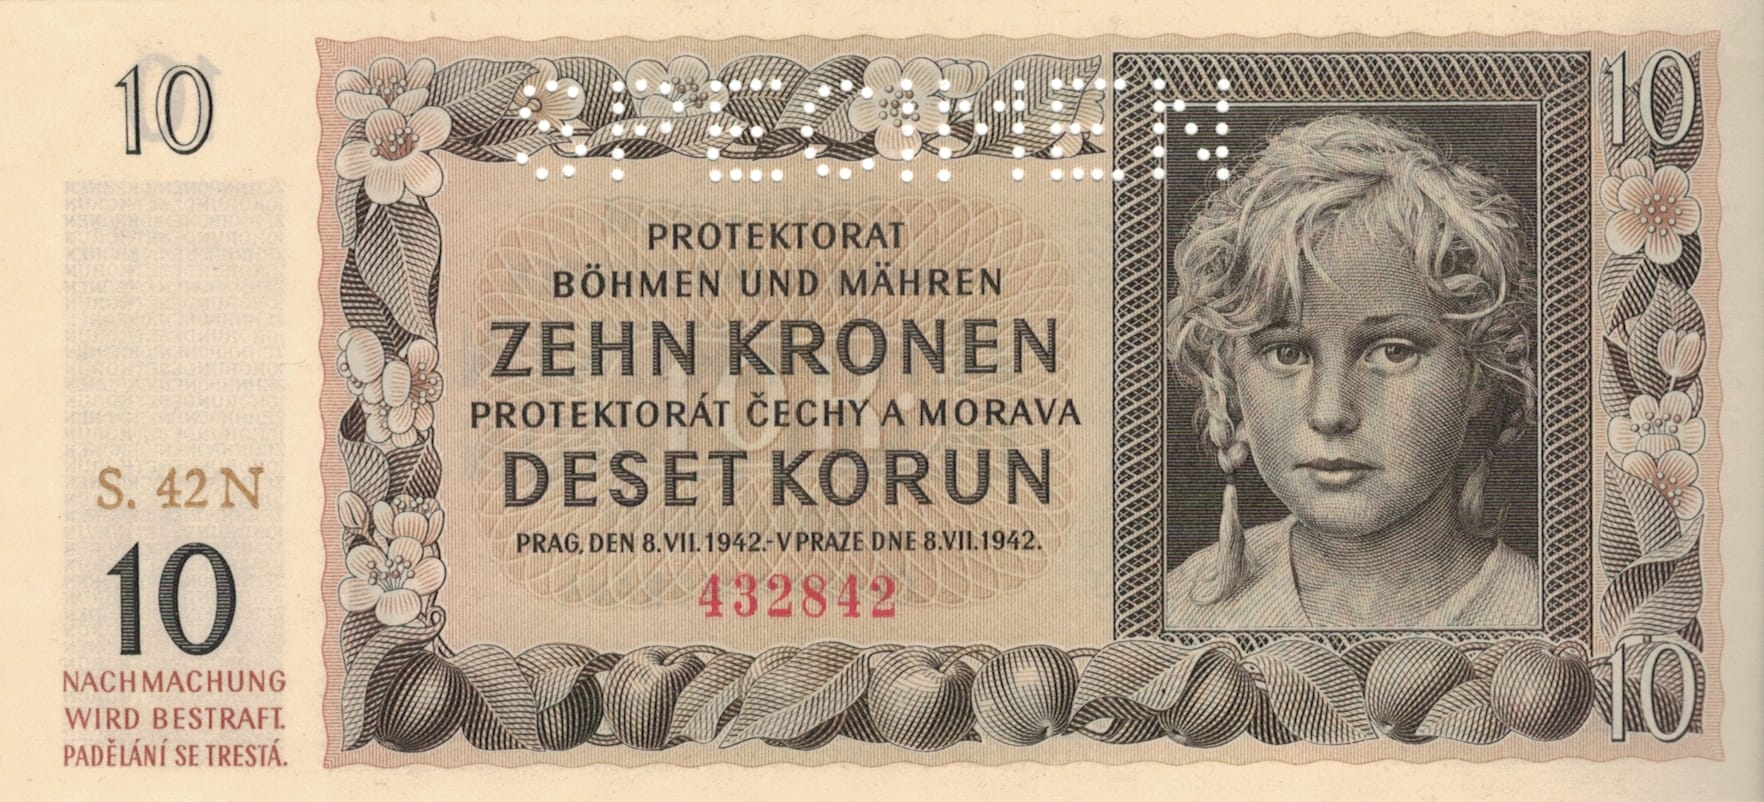 10
SPECIMEN
10
PROTEKTORAT
BÖHMEN UND MÄHREN
ZEHN KRONEN
PROTEKTORÁT ČECHY A MORAVA
DESET KORUN
PRAG, DEN 8.VII.1942.-V PRAZE DNE 8.VII.1942.
432842
S. 42 N
10
NACHMACHUNG
WIRD BESTRAFT.
PADĚLÁNÍ SE TRESTÁ.
10